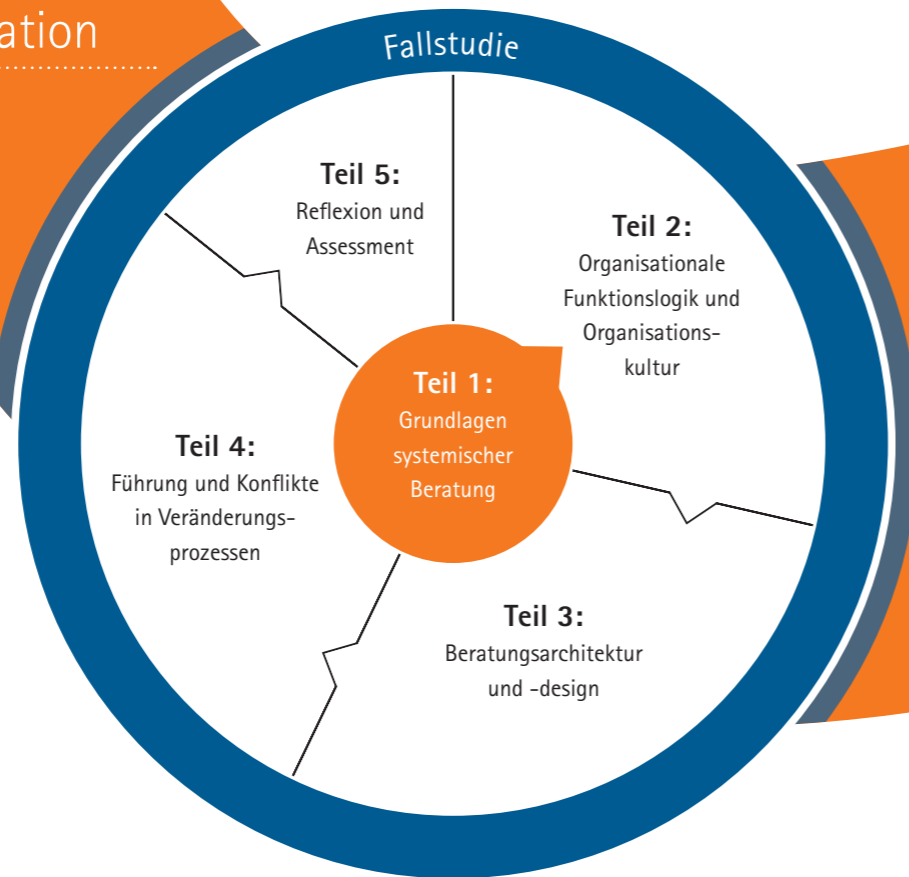 ation
Fallstudie
Teil 1:
Grundlagen
systemischer
Beratung
Teil 2:
Organisationale
Funktionslogik und
Organisations-
kultur
Teil 3:
Beratungsarchitektur
und -design
Teil 4:
Führung und Konflikte
in Veränderungs-
prozessen
Teil 5:
Reflexion und
Assessment